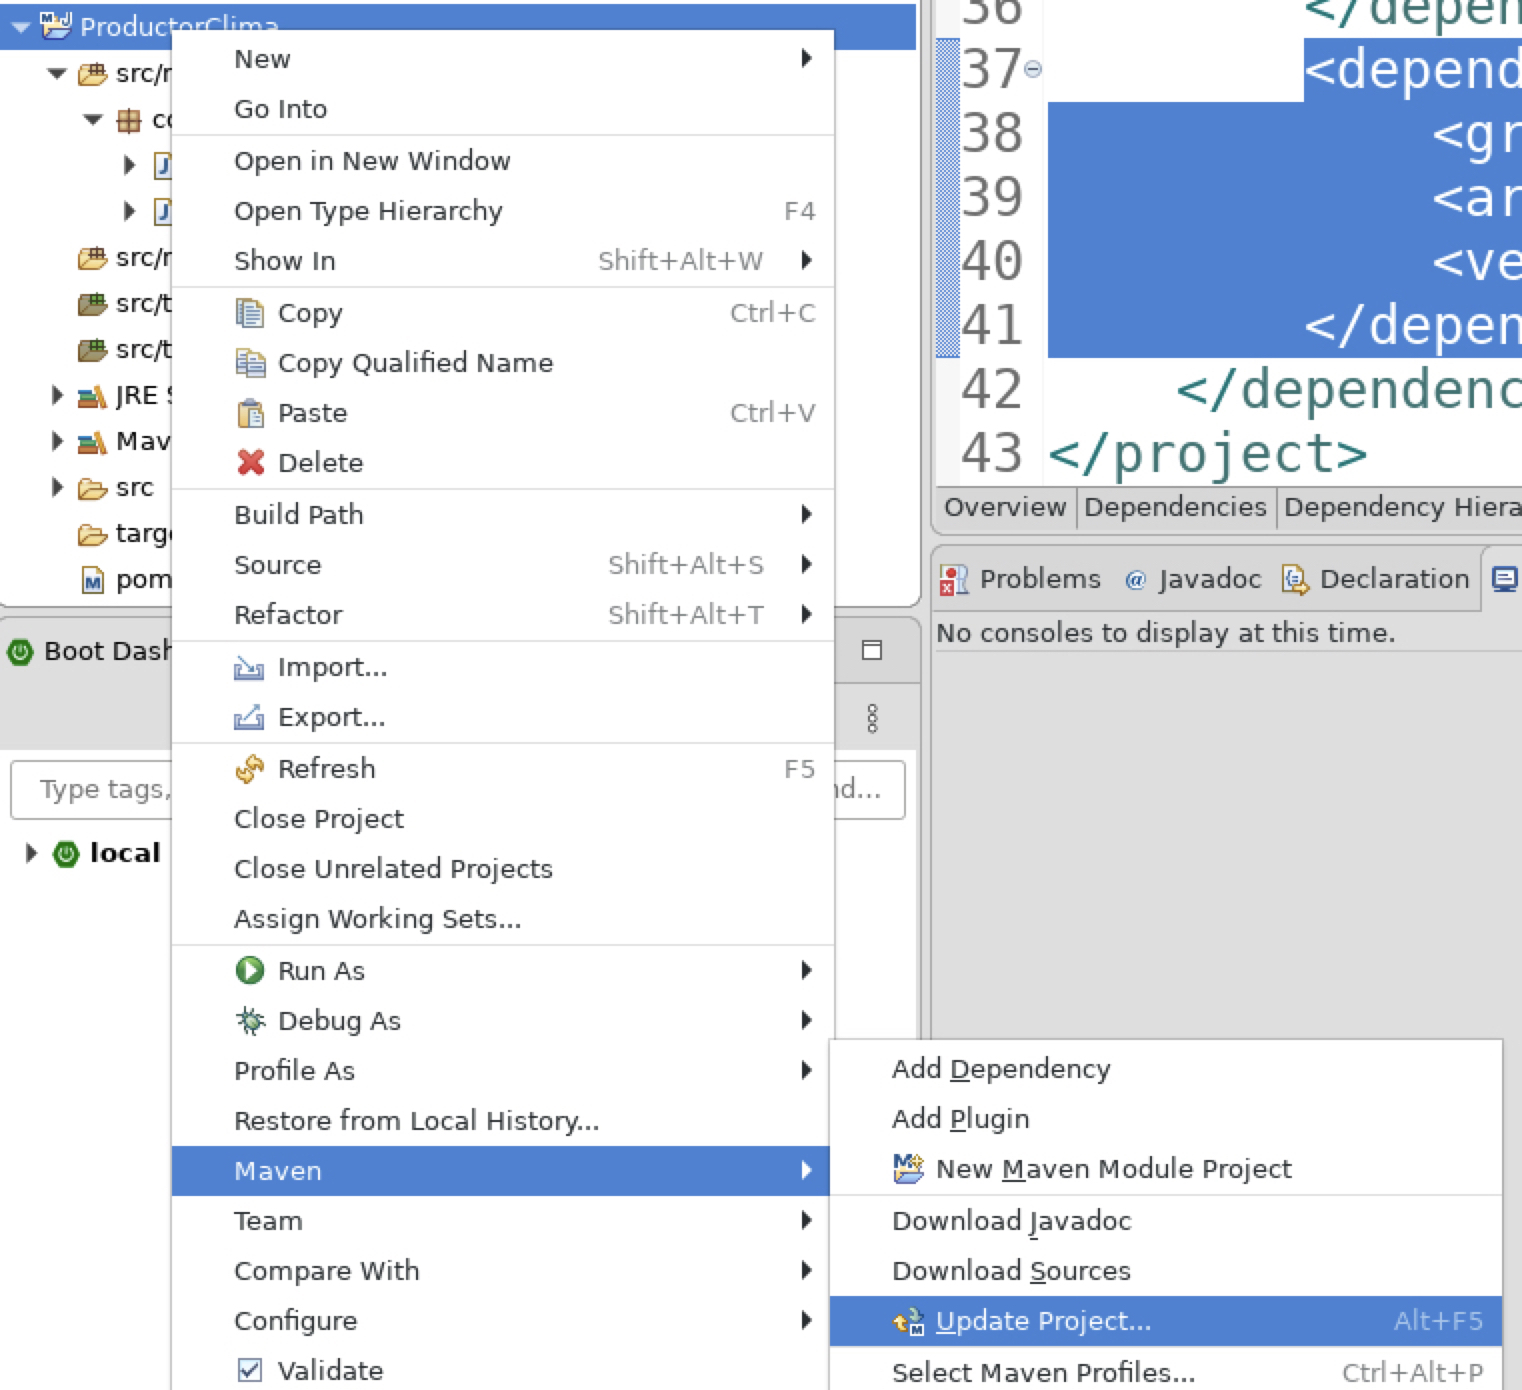 ProductorClima
src/
src/
src/t
src/t
JRE
Mav
src
targ
pom
New
Go Into
Open in New Window
Open Type Hierarchy F4
Show In Shift+Alt+W
Copy Ctrl+C
Copy Qualified Name
Paste Ctrl+V
Delete
Build Path
Source Shift+Alt+S
Refactor Shift+Alt+T
Import...
Export...
Refresh F5
Close Project
Close Unrelated Projects
Assign Working Sets...
Run As
Debug As
Profile As
Restore from Local History...
Maven
Team
Compare With
Configure
Validate
Add Dependency
Add Plugin
New Maven Module Project
Download Javadoc
Download Sources
Update Project... Alt+F5
Select Maven Profiles... Ctrl+Alt+P
36 </depen
37 <depend
38 <gr
39 <ar
40 <ve
41 </depen
42 </dependenc
43 </project>
Overview Dependencies Dependency Hiera
Problems @ Javadoc Declaration
No consoles to display at this time.
Boot Dash
Type tags, nd...
local